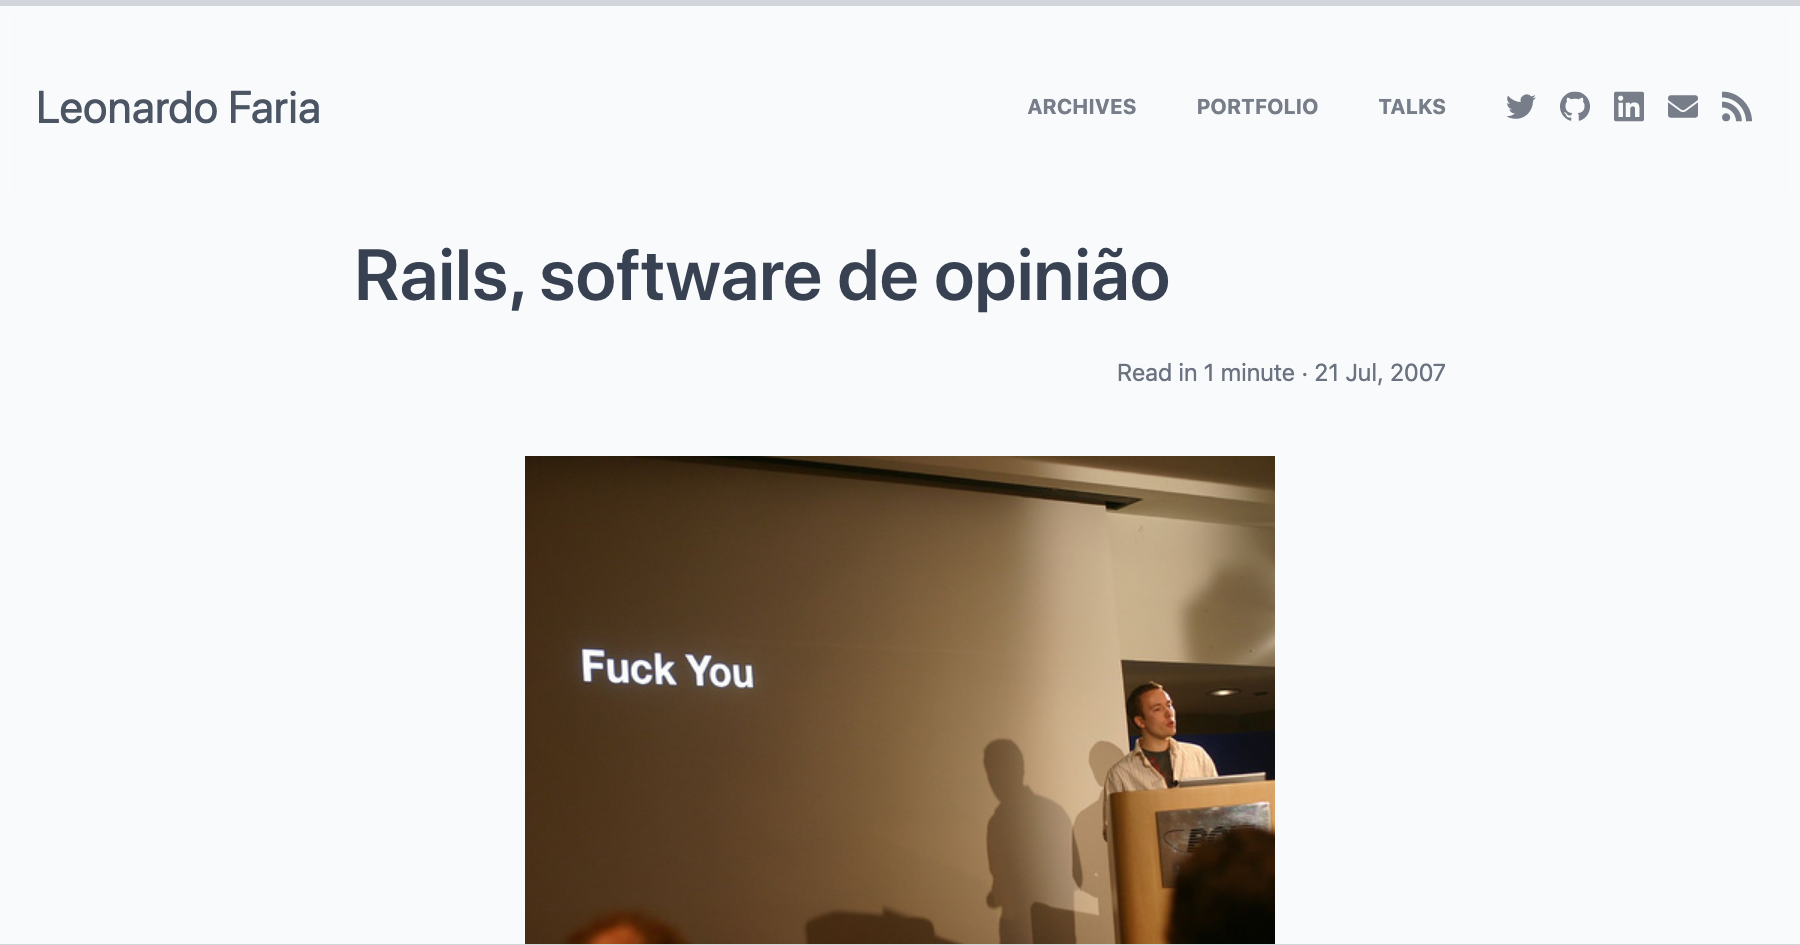 Leonardo Faria
ARCHIVES PORTFOLIO TALKS
Rails, software de opinião
Read in 1 minute · 21 Jul, 2007
Fuck You